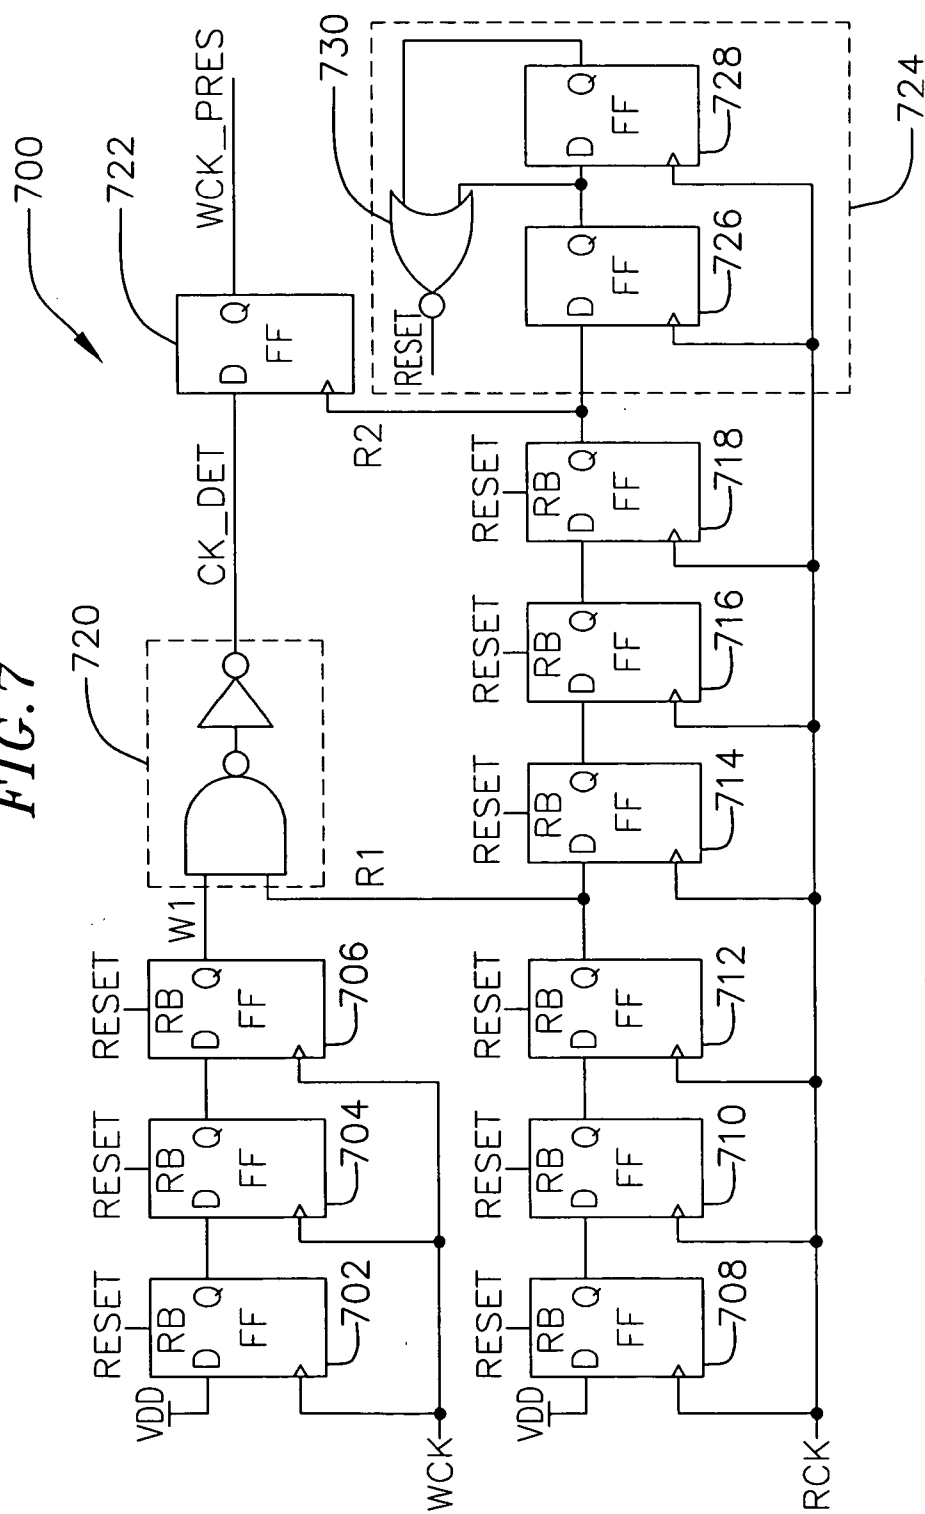 FIG. 7
700
722
WCK_PRES
730
720
CK_DET
D Q
FF
RESET
R2
W1
R1
RESET RESET RESET
RB RB RB
D Q D Q D Q
FF FF FF
702 704 706
VDD
WCK
RESET RESET RESET RESET RESET RESET
RB RB RB RB RB RB
D Q D Q D Q D Q D Q D Q D Q D Q
FF FF FF FF FF FF FF FF
708 710 712 714 716 718 726 728
VDD
RCK
724